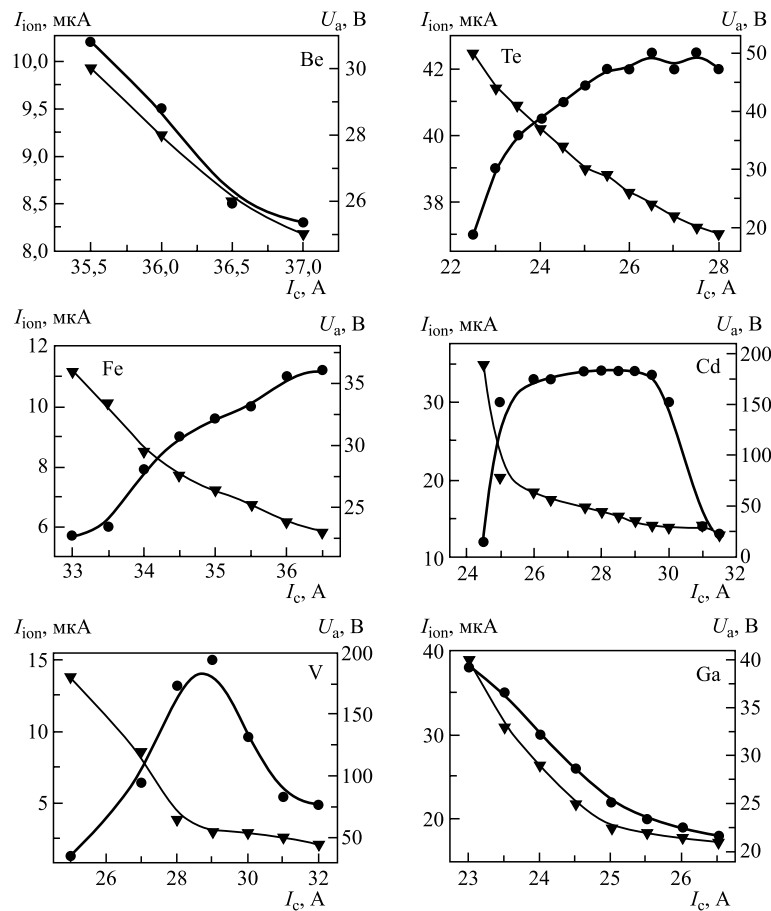 I_ion, мкА U_a, В
Be
10,0
9,5
9,0
8,5
8,0
30
28
26
35,5 36,0 36,5 37,0
I_c, А
I_ion, мкА U_a, В
Te
42
40
38
50
40
30
20
22 24 26 28
I_c, А
I_ion, мкА U_a, В
Fe
12
10
8
6
35
30
25
33 34 35 36
I_c, А
I_ion, мкА U_a, В
Cd
30
20
10
200
150
100
50
0
24 26 28 30 32
I_c, А
I_ion, мкА U_a, В
V
15
10
5
200
150
100
50
26 28 30 32
I_c, А
I_ion, мкА U_a, В
Ga
40
30
20
40
35
30
25
20
23 24 25 26
I_c, А